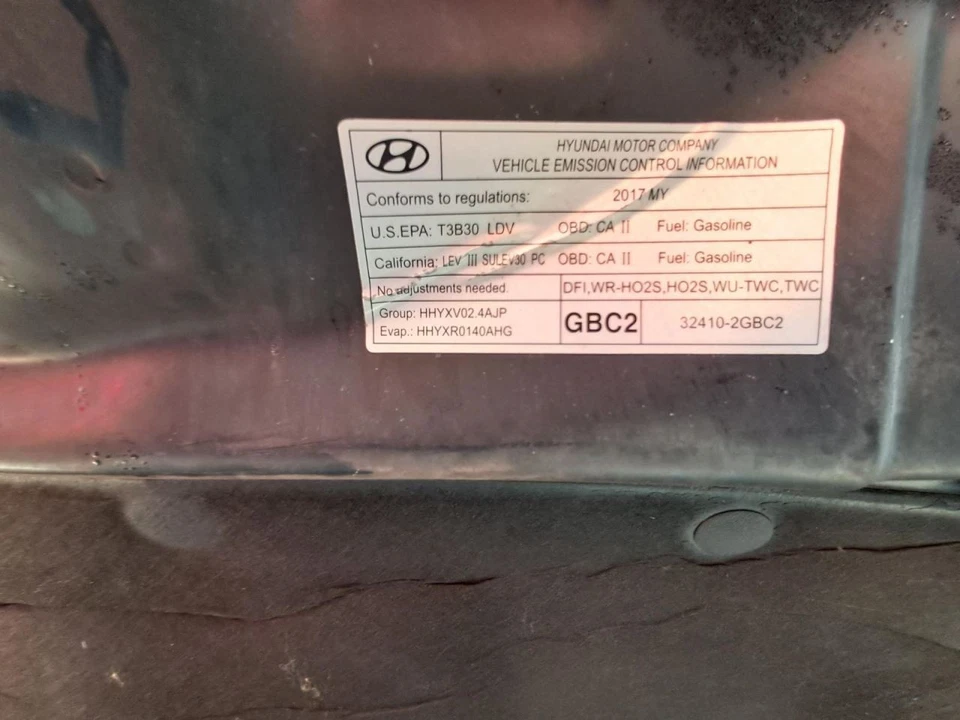 HYUNDAI MOTOR COMPANY
VEHICLE EMISSION CONTROL INFORMATION
Conforms to regulations: 2017 MY
U.S.EPA: T3B30 LDV OBD: CA II Fuel: Gasoline
California: LEV III SULEV30 PC OBD: CA II Fuel: Gasoline
No adjustments needed. DFI,WR-HO2S,HO2S,WU-TWC,TWC
Group: HHYXV02.4AJP
Evap.: HHYXR0140AHG
GBC2 32410-2GBC2